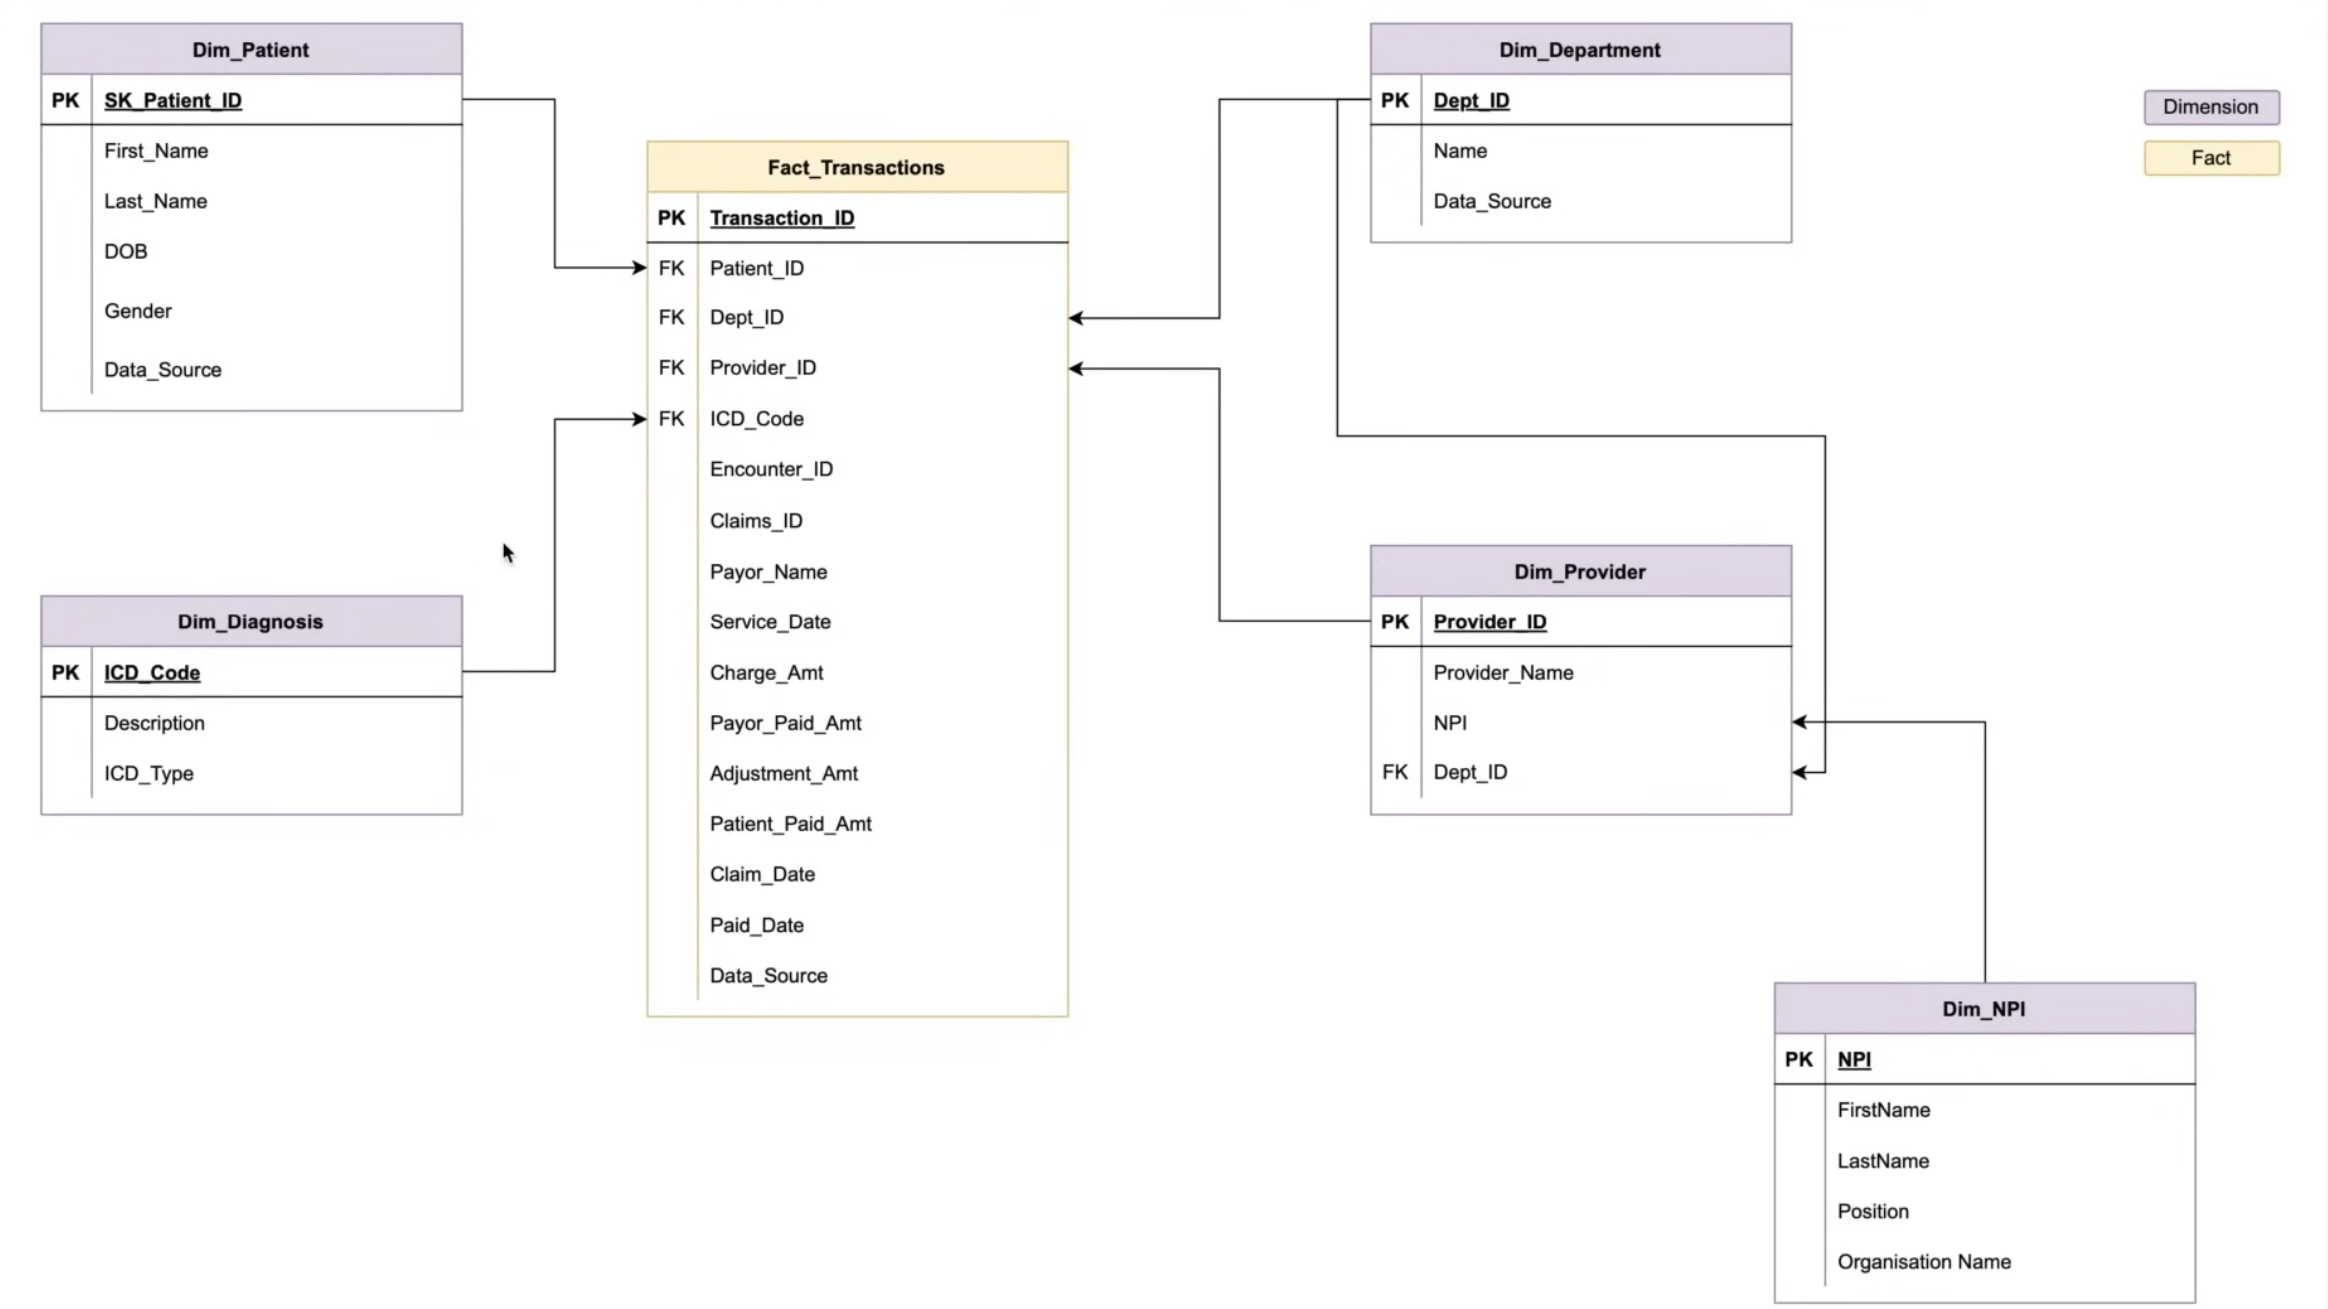 Dim_Patient
PK SK_Patient_ID
First_Name
Last_Name
DOB
Gender
Data_Source
Dim_Diagnosis
PK ICD_Code
Description
ICD_Type
Fact_Transactions
PK Transaction_ID
FK Patient_ID
FK Dept_ID
FK Provider_ID
FK ICD_Code
Encounter_ID
Claims_ID
Payor_Name
Service_Date
Charge_Amt
Payor_Paid_Amt
Adjustment_Amt
Patient_Paid_Amt
Claim_Date
Paid_Date
Data_Source
Dim_Department
PK Dept_ID
Name
Data_Source
Dim_Provider
PK Provider_ID
Provider_Name
NPI
FK Dept_ID
Dim_NPI
PK NPI
FirstName
LastName
Position
Organisation Name
Dimension
Fact